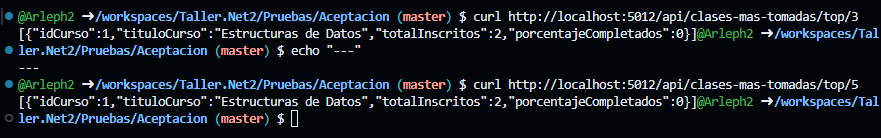 @Arleph2 ➜/workspaces/Taller.Net2/Pruebas/Aceptacion (master) $ curl http://localhost:5012/api/clases-mas-tomadas/top/3
[{"idCurso":1,"tituloCurso":"Estructuras de Datos","totalInscritos":2,"porcentajeCompletados":0}]@Arleph2 ➜/workspaces/Tal
ler.Net2/Pruebas/Aceptacion (master) $ echo "---"
---
@Arleph2 ➜/workspaces/Taller.Net2/Pruebas/Aceptacion (master) $ curl http://localhost:5012/api/clases-mas-tomadas/top/5
[{"idCurso":1,"tituloCurso":"Estructuras de Datos","totalInscritos":2,"porcentajeCompletados":0}]@Arleph2 ➜/workspaces/Tal
ler.Net2/Pruebas/Aceptacion (master) $